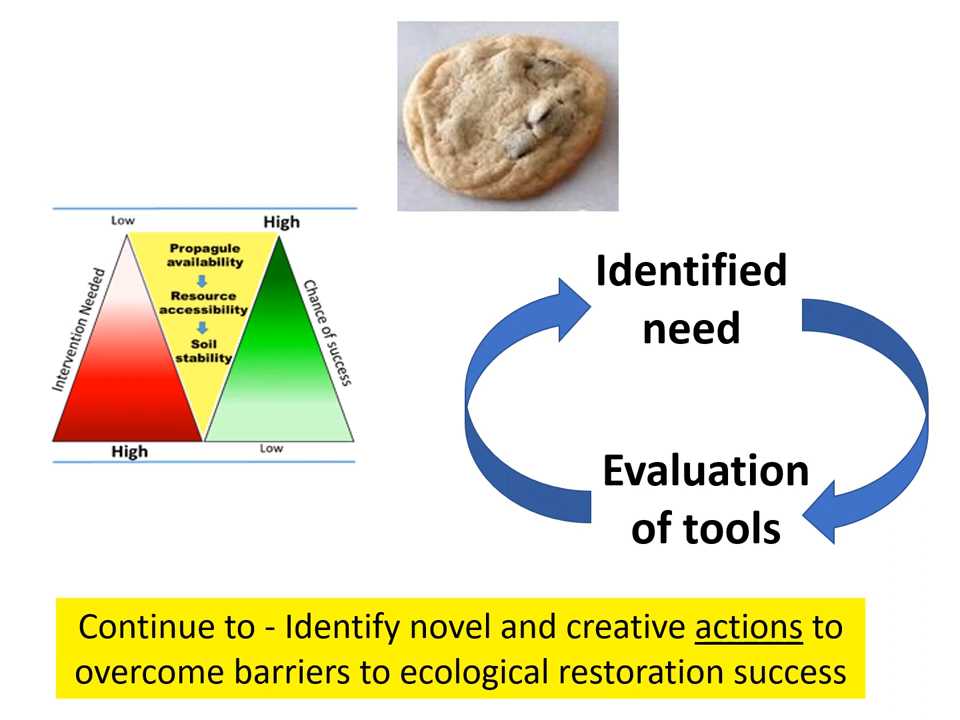 Low
High
Propagule
availability
Resource
accessibility
Soil
stability
Intervention Needed
Chance of success
High
Low
Identified
need
Evaluation
of tools
Continue to - Identify novel and creative actions to
overcome barriers to ecological restoration success